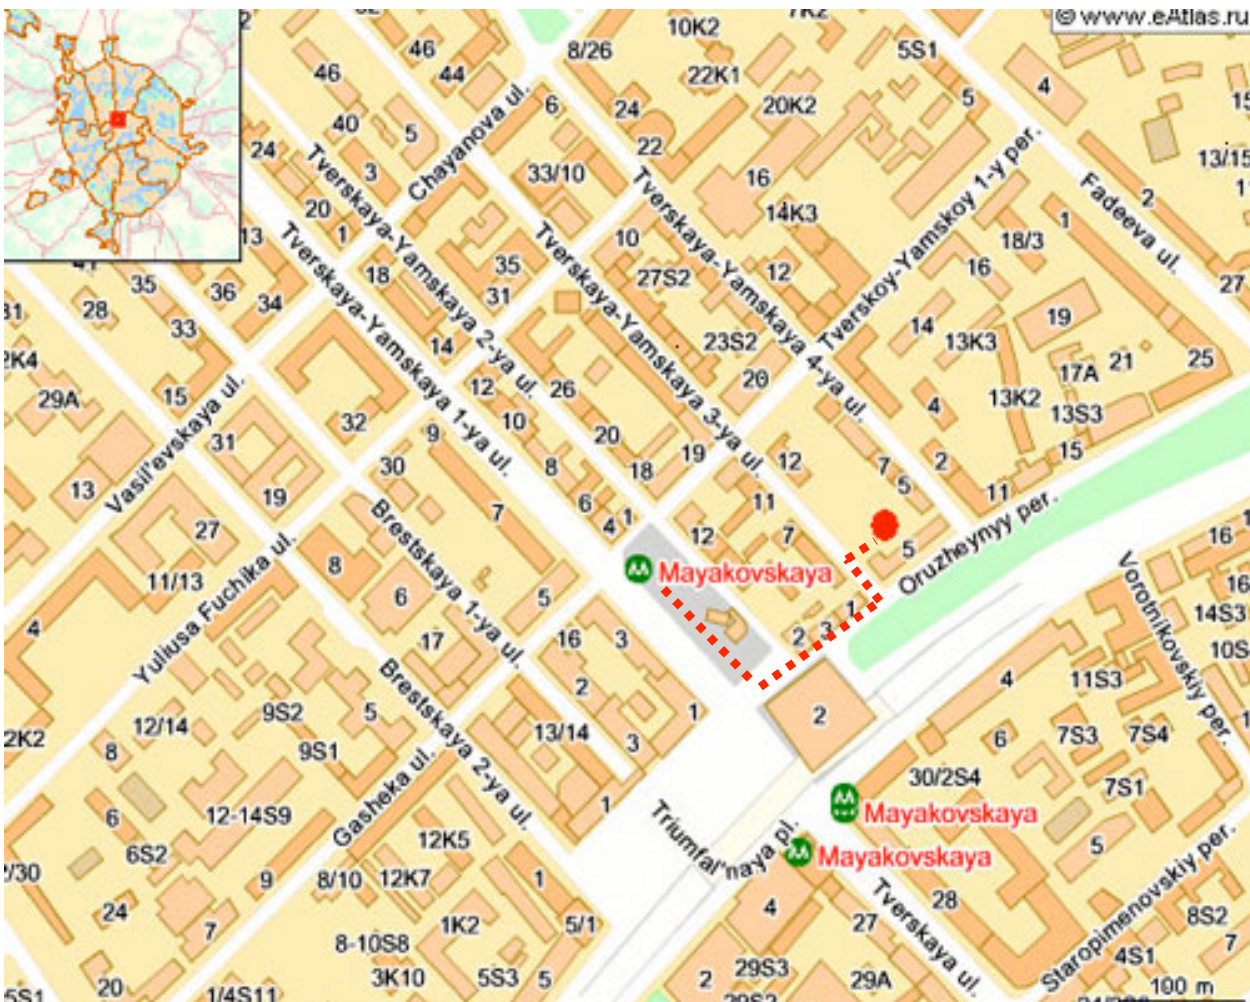 © www.eAtlas.ru
10K2
7K2
8/26
5S1
46
44
46
22K1
4
6
5
24
20K2
40
5
22
Chayanova ul.
24
3
33/10
16
13/15
2
20
1
14K3
Tverskaya-Yamskaya 2-ya ul.
Tverskaya-Yamskaya 1-ya ul.
Tverskaya-Yamskaya 3-ya ul.
Tverskaya-Yamskaya 4-ya ul.
Tverskoy-Yamskoy 1-y per.
Fadeeva ul.
1
18/3
13
10
35
18
27S2
12
16
27
35
36
34
31
28
33
14
19
14
13K3
23S2
2K4
29A
15
12
26
20
17A
21
25
13K2
13S3
4
32
10
9
31
30
20
19
12
15
8
18
7
2
13
19
27
7
6
4
1
11
5
11
12
7
Vasil'evskaya ul.
Yuliusa Fuchika ul.
Brestskaya 1-ya ul.
Oruzheynyy per.
Mayakovskaya
5
Vorotnikovskiy per.
16
16
14S3
10S
11/13
8
6
5
4
17
16
3
2
3
1
2
4
11S3
1
2
12/14
9S2
5
13/14
3
8
9S1
6
7S3
7S4
Brestskaya 2-ya ul.
Gasheka ul.
2K2
30/2S4
7S1
12-14S9
6
1
Mayakovskaya
Triumfal'naya pl.
Mayakovskaya
5
12K5
6S2
9
8/10
12K7
1
28
Staropimenovskiy per.
Tverskaya ul.
24
7
1K2
5/1
4
27
8S2
8-10S8
7
4S1
3K10
5S3
5
2
29S3
29A
20
1/4S11
5S1
100 m